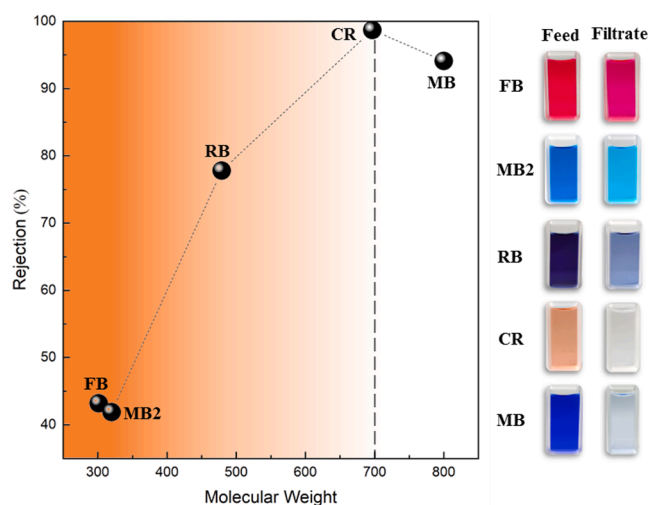 100
90
80
70
60
50
40
Rejection (%)
300
400
500
600
700
800
Molecular Weight
FB
MB2
RB
CR
MB
Feed Filtrate
FB
MB2
RB
CR
MB